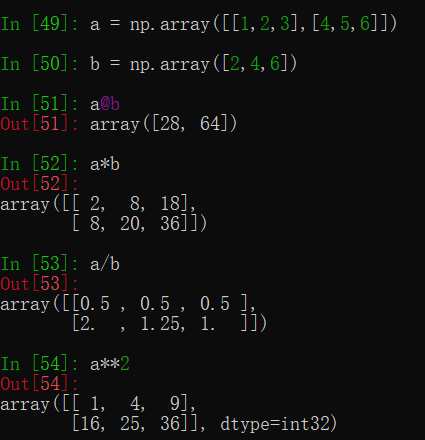 In [49]: a = np.array([[1,2,3],[4,5,6]])
In [50]: b = np.array([2,4,6])
In [51]: a@b
Out[51]: array([28, 64])
In [52]: a*b
Out[52]:
array([[ 2,  8, 18],
       [ 8, 20, 36]])
In [53]: a/b
Out[53]:
array([[0.5 , 0.5 , 0.5 ],
       [2.  , 1.25, 1.  ]])
In [54]: a**2
Out[54]:
array([[ 1,  4,  9],
       [16, 25, 36]], dtype=int32)